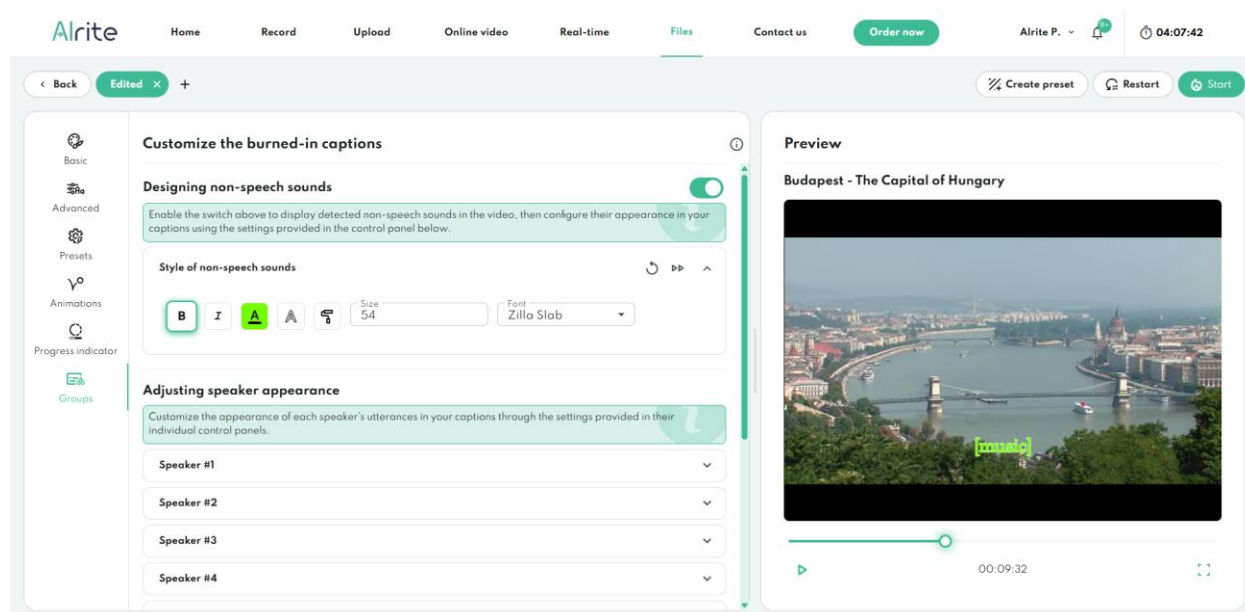 Alrite
Home Record Upload Online video Real-time Files Contact us Order now Alrite P. 9+ 04:07:42
Back Edited × + Create preset Restart Start
Basic
Advanced
Presets
Animations
Progress indicator
Groups
Customize the burned-in captions
Designing non-speech sounds
Enable the switch above to display detected non-speech sounds in the video, then configure their appearance in your
captions using the settings provided in the control panel below.
Style of non-speech sounds
B I A A Size 54 Font Zilla Slab
Adjusting speaker appearance
Customize the appearance of each speaker's utterances in your captions through the settings provided in their
individual control panels.
Speaker #1
Speaker #2
Speaker #3
Speaker #4
Preview
Budapest - The Capital of Hungary
[music]
00:09:32